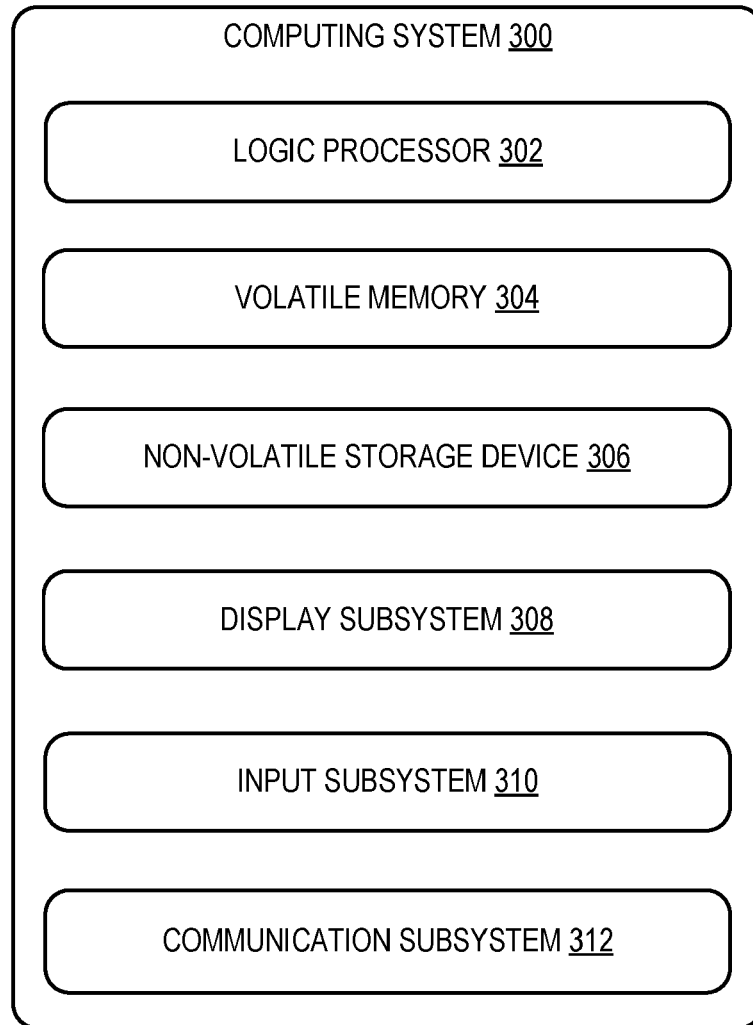 COMPUTING SYSTEM 300
LOGIC PROCESSOR 302
VOLATILE MEMORY 304
NON-VOLATILE STORAGE DEVICE 306
DISPLAY SUBSYSTEM 308
INPUT SUBSYSTEM 310
COMMUNICATION SUBSYSTEM 312